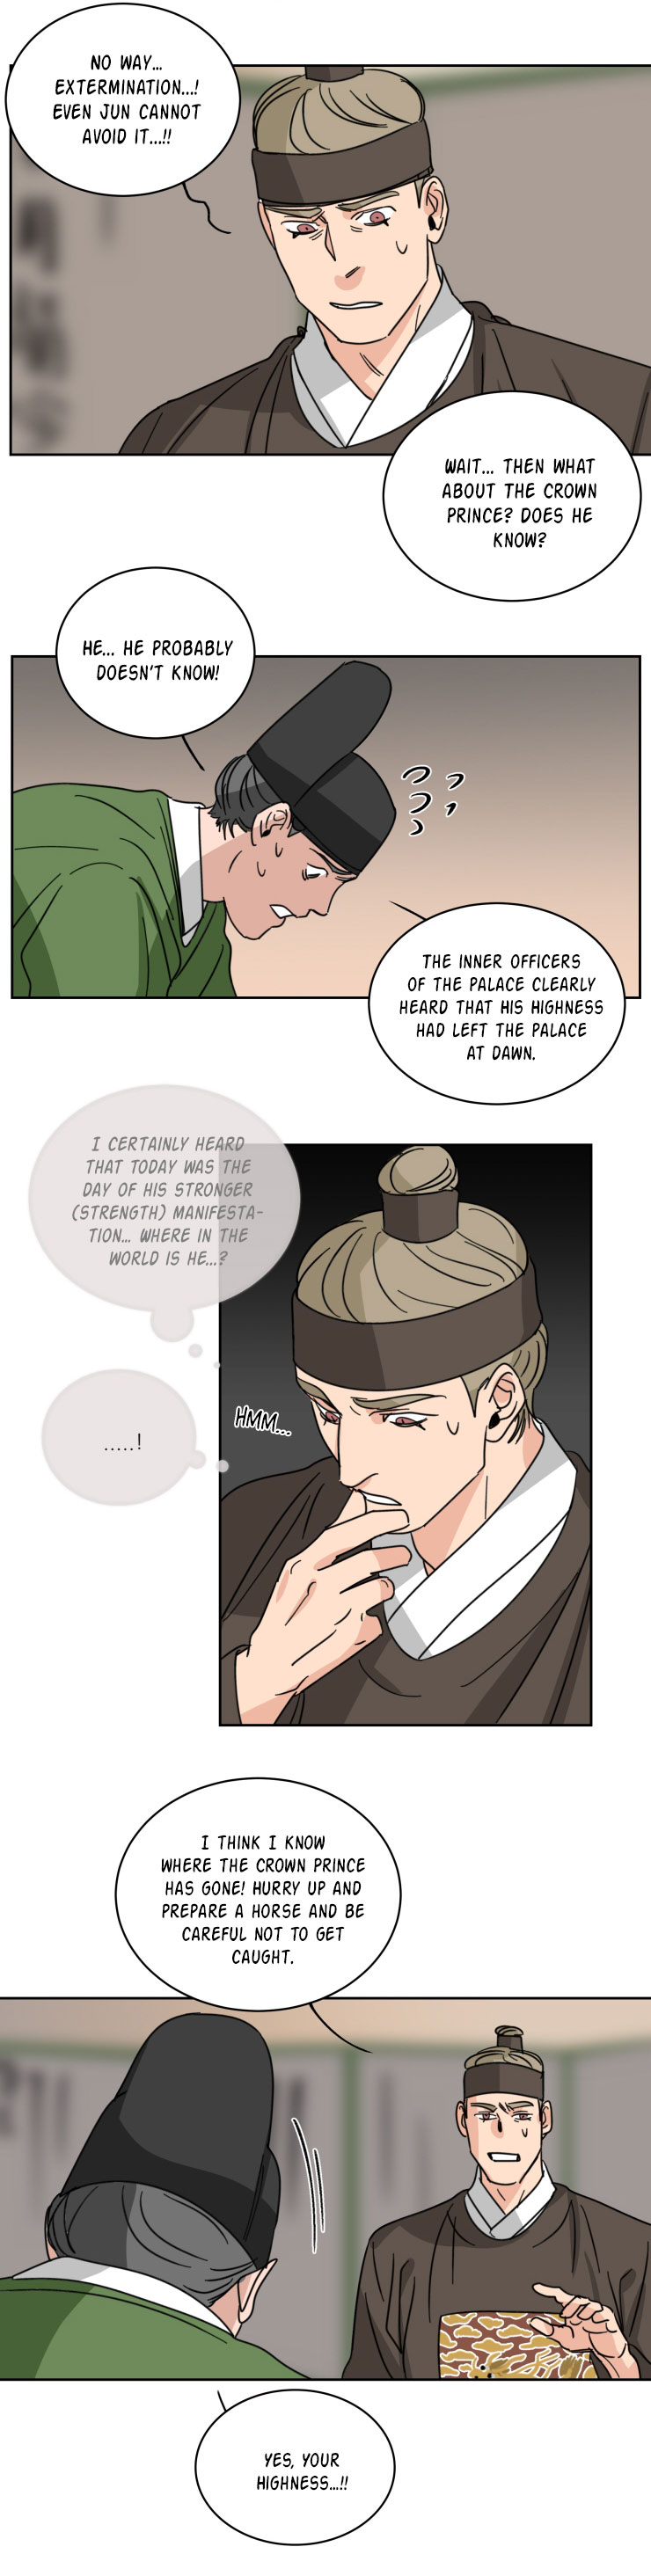 NO WAY...
EXTERMINATION...!
EVEN JUN CANNOT
AVOID IT...!!
WAIT... THEN WHAT
ABOUT THE CROWN
PRINCE? DOES HE
KNOW?
HE... HE PROBABLY
DOESN'T KNOW!
THE INNER OFFICERS
OF THE PALACE CLEARLY
HEARD THAT HIS HIGHNESS
HAD LEFT THE PALACE
AT DAWN.
I CERTAINLY HEARD
THAT TODAY WAS THE
DAY OF HIS STRONGER
(STRENGTH) MANIFESTA-
TION... WHERE IN THE
WORLD IS HE...?
HMM...
.....!
I THINK I KNOW
WHERE THE CROWN PRINCE
HAS GONE! HURRY UP AND
PREPARE A HORSE AND BE
CAREFUL NOT TO GET
CAUGHT.
YES, YOUR
HIGHNESS...!!